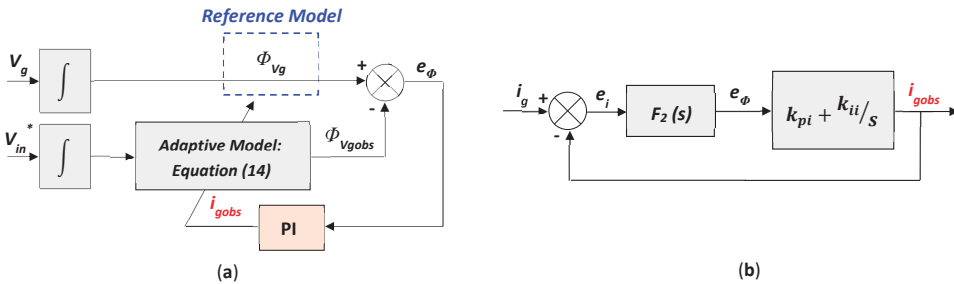 Reference Model
V_g
∫
Φ_Vg
+
e_Φ
-
V_in*
∫
Adaptive Model:
Equation (14)
Φ_Vgobs
i_gobs
PI
(a)
i_g
+
-
e_i
F_2 (s)
e_Φ
k_pi + k_ii/s
i_gobs
(b)